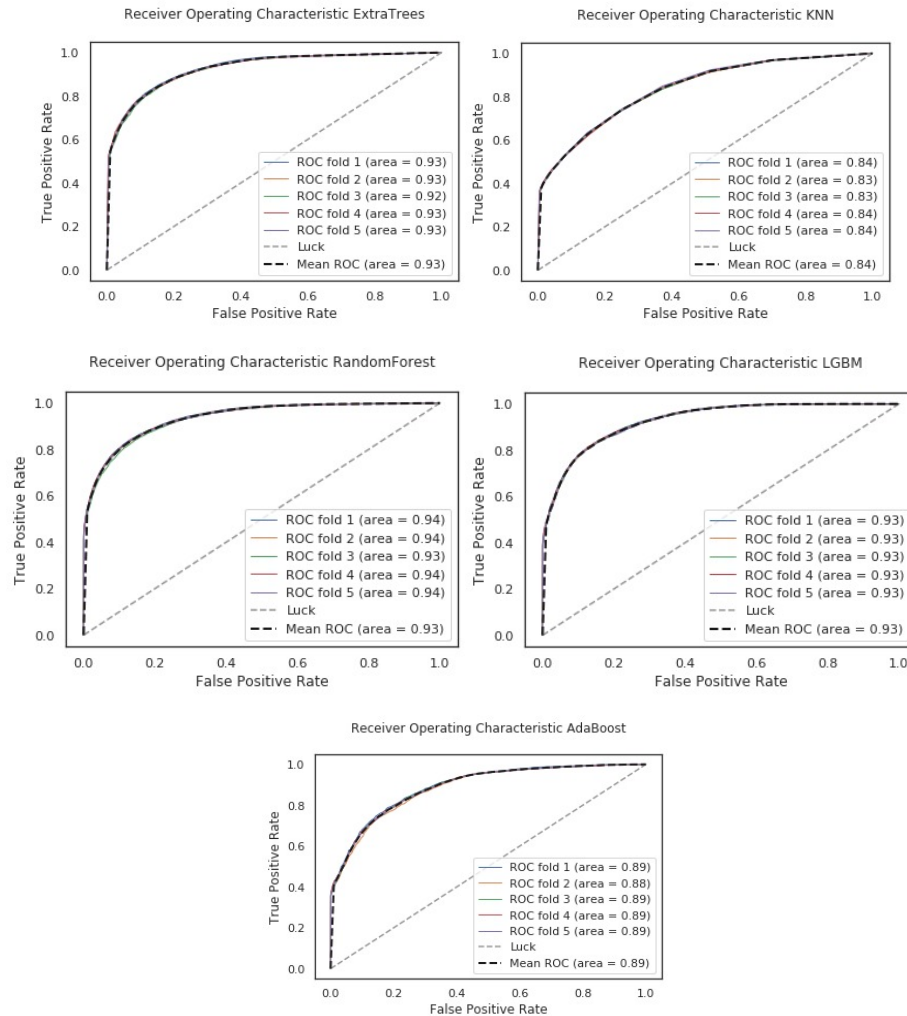 Receiver Operating Characteristic ExtraTrees
1.0
0.8
0.6
0.4
0.2
0.0
True Positive Rate
ROC fold 1 (area = 0.93)
ROC fold 2 (area = 0.93)
ROC fold 3 (area = 0.92)
ROC fold 4 (area = 0.93)
ROC fold 5 (area = 0.93)
Luck
Mean ROC (area = 0.93)
0.0 0.2 0.4 0.6 0.8 1.0
False Positive Rate
Receiver Operating Characteristic KNN
1.0
0.8
0.6
0.4
0.2
0.0
True Positive Rate
ROC fold 1 (area = 0.84)
ROC fold 2 (area = 0.83)
ROC fold 3 (area = 0.83)
ROC fold 4 (area = 0.84)
ROC fold 5 (area = 0.84)
Luck
Mean ROC (area = 0.84)
0.0 0.2 0.4 0.6 0.8 1.0
False Positive Rate
Receiver Operating Characteristic RandomForest
1.0
0.8
0.6
0.4
0.2
0.0
True Positive Rate
ROC fold 1 (area = 0.94)
ROC fold 2 (area = 0.94)
ROC fold 3 (area = 0.93)
ROC fold 4 (area = 0.94)
ROC fold 5 (area = 0.94)
Luck
Mean ROC (area = 0.93)
0.0 0.2 0.4 0.6 0.8 1.0
False Positive Rate
Receiver Operating Characteristic LGBM
1.0
0.8
0.6
0.4
0.2
0.0
True Positive Rate
ROC fold 1 (area = 0.93)
ROC fold 2 (area = 0.93)
ROC fold 3 (area = 0.93)
ROC fold 4 (area = 0.93)
ROC fold 5 (area = 0.93)
Luck
Mean ROC (area = 0.93)
0.0 0.2 0.4 0.6 0.8 1.0
False Positive Rate
Receiver Operating Characteristic AdaBoost
1.0
0.8
0.6
0.4
0.2
0.0
True Positive Rate
ROC fold 1 (area = 0.89)
ROC fold 2 (area = 0.88)
ROC fold 3 (area = 0.89)
ROC fold 4 (area = 0.89)
ROC fold 5 (area = 0.89)
Luck
Mean ROC (area = 0.89)
0.0 0.2 0.4 0.6 0.8 1.0
False Positive Rate